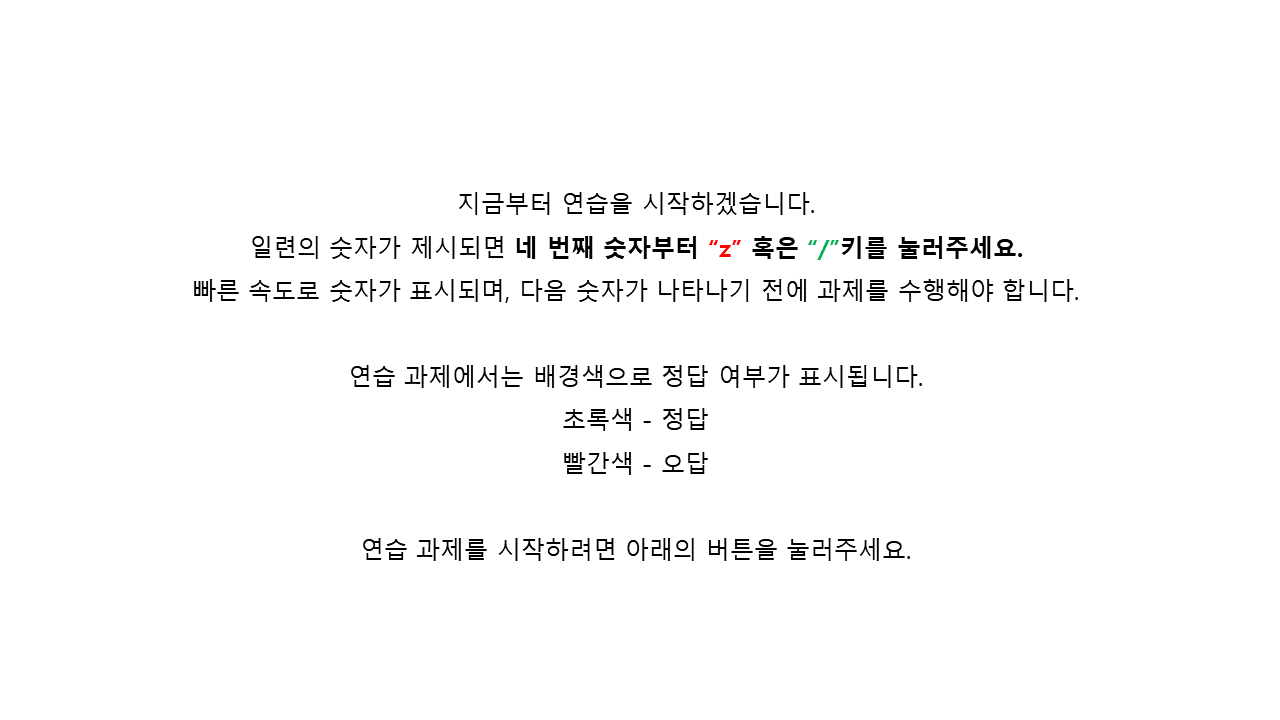 지금부터 연습을 시작하겠습니다.
일련의 숫자가 제시되면 네 번째 숫자부터 “z” 혹은 “/”키를 눌러주세요.
빠른 속도로 숫자가 표시되며, 다음 숫자가 나타나기 전에 과제를 수행해야 합니다.
연습 과제에서는 배경색으로 정답 여부가 표시됩니다.
초록색 - 정답
빨간색 - 오답
연습 과제를 시작하려면 아래의 버튼을 눌러주세요.